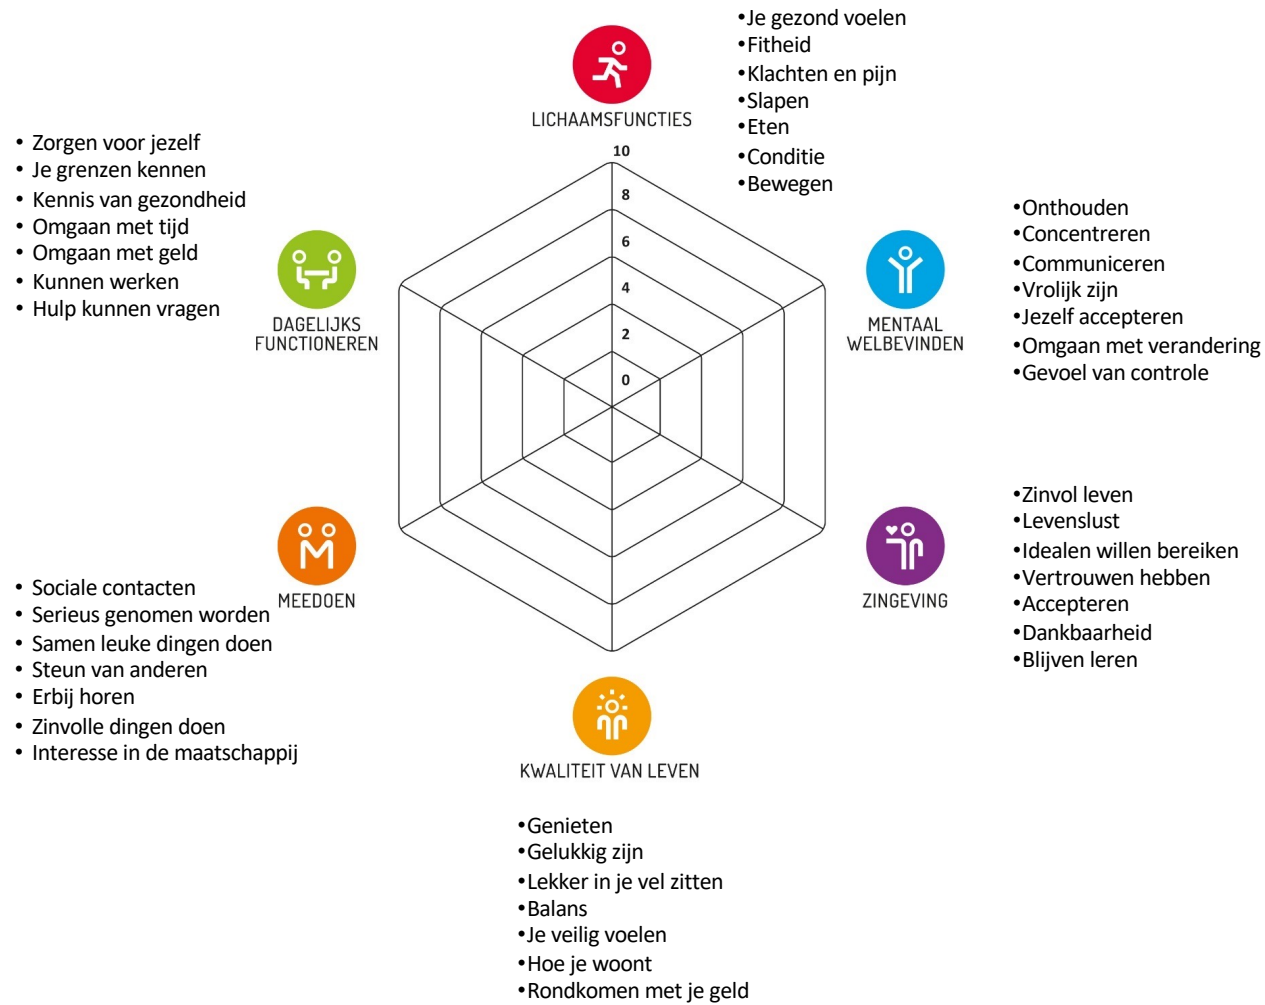 •Je gezond voelen
•Fitheid
•Klachten en pijn
•Slapen
•Eten
•Conditie
•Bewegen
LICHAAMSFUNCTIES
10
8
6
4
2
0
• Zorgen voor jezelf
• Je grenzen kennen
• Kennis van gezondheid
• Omgaan met tijd
• Omgaan met geld
• Kunnen werken
• Hulp kunnen vragen
DAGELIJKS
FUNCTIONEREN
•Onthouden
•Concentreren
•Communiceren
•Vrolijk zijn
•Jezelf accepteren
•Omgaan met verandering
•Gevoel van controle
MENTAAL
WELBEVINDEN
•Zinvol leven
•Levenslust
•Idealen willen bereiken
•Vertrouwen hebben
•Accepteren
•Dankbaarheid
•Blijven leren
ZINGEVING
MEEDOEN
• Sociale contacten
• Serieus genomen worden
• Samen leuke dingen doen
• Steun van anderen
• Erbij horen
• Zinvolle dingen doen
• Interesse in de maatschappij
KWALITEIT VAN LEVEN
•Genieten
•Gelukkig zijn
•Lekker in je vel zitten
•Balans
•Je veilig voelen
•Hoe je woont
•Rondkomen met je geld